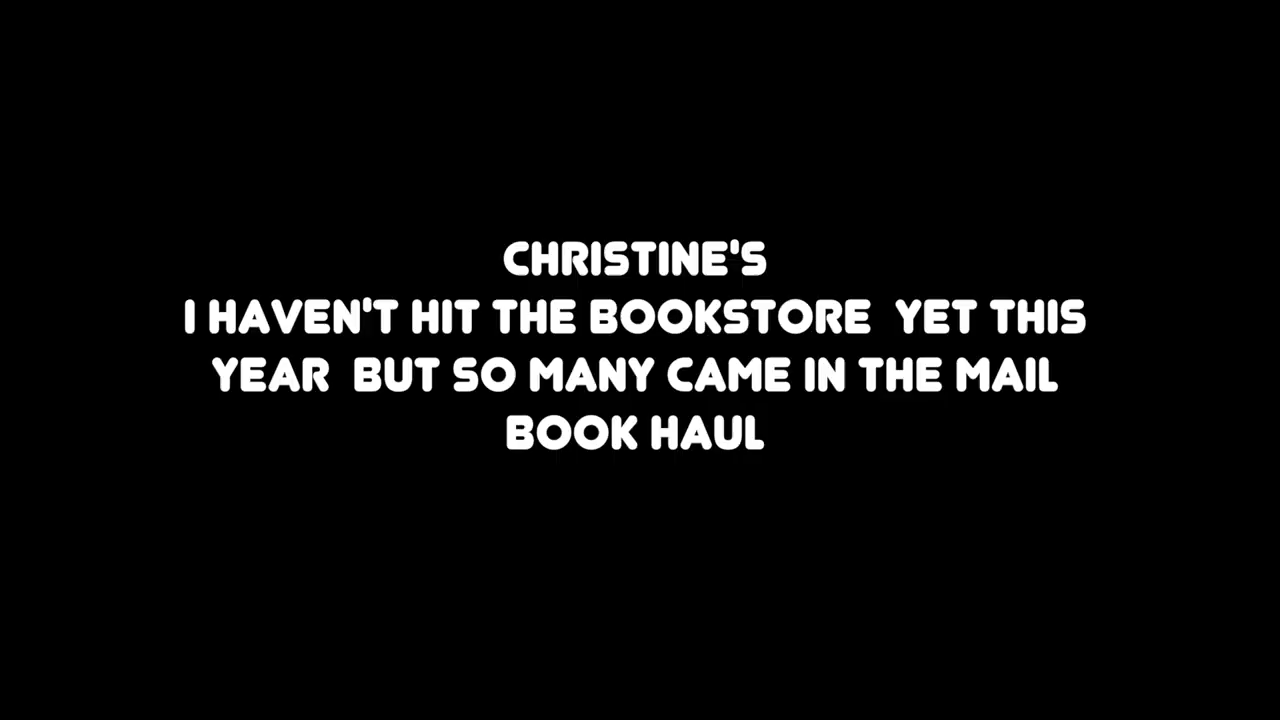 CHRISTINE'S
I HAVEN'T HIT THE BOOKSTORE  YET THIS
YEAR  BUT SO MANY CAME IN THE MAIL
BOOK HAUL